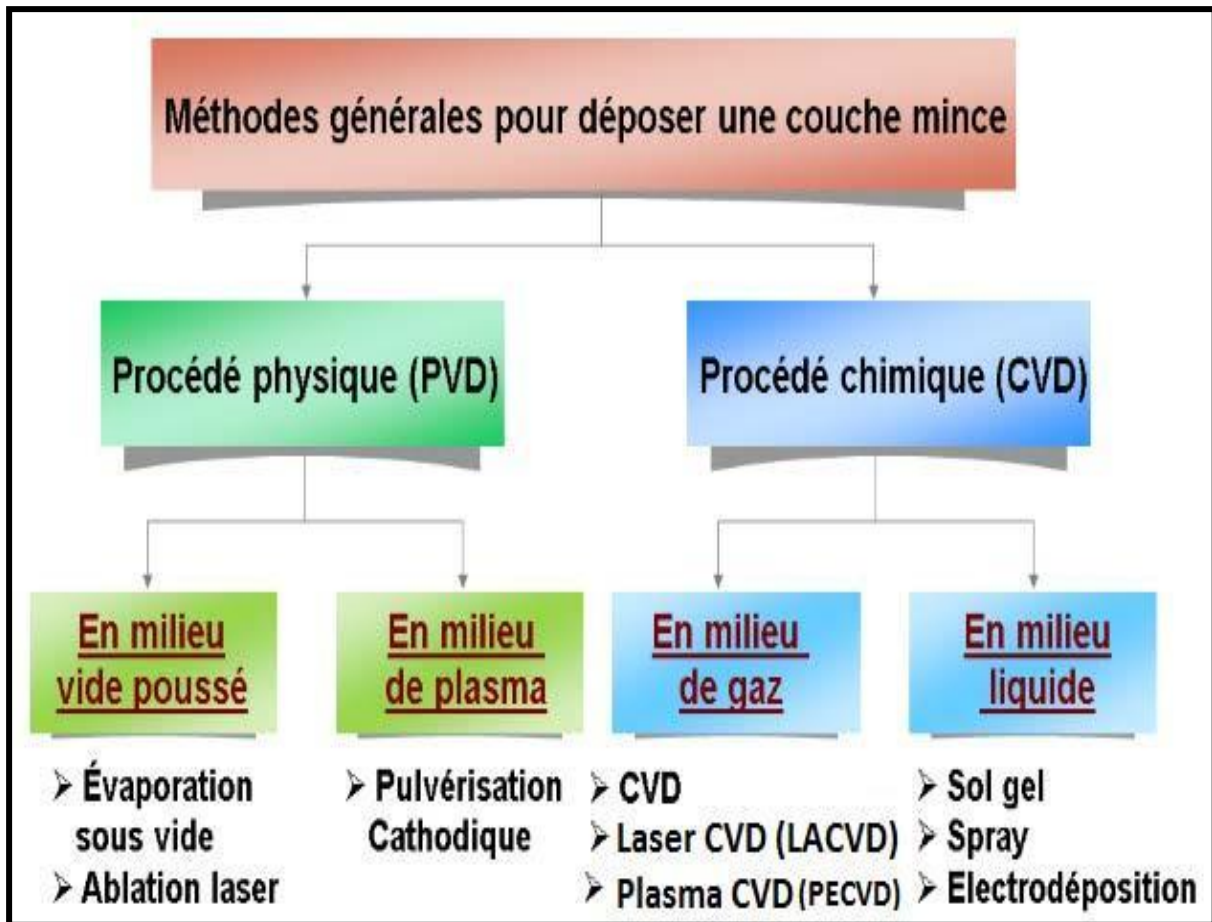 Méthodes générales pour déposer une couche mince
Procédé physique (PVD)
Procédé chimique (CVD)
En milieu
vide poussé
En milieu
de plasma
En milieu
de gaz
En milieu
liquide
➢ Évaporation
sous vide
➢ Ablation laser
➢ Pulvérisation
Cathodique
➢ CVD
➢ Laser CVD (LACVD)
➢ Plasma CVD (PECVD)
➢ Sol gel
➢ Spray
➢ Electrodéposition